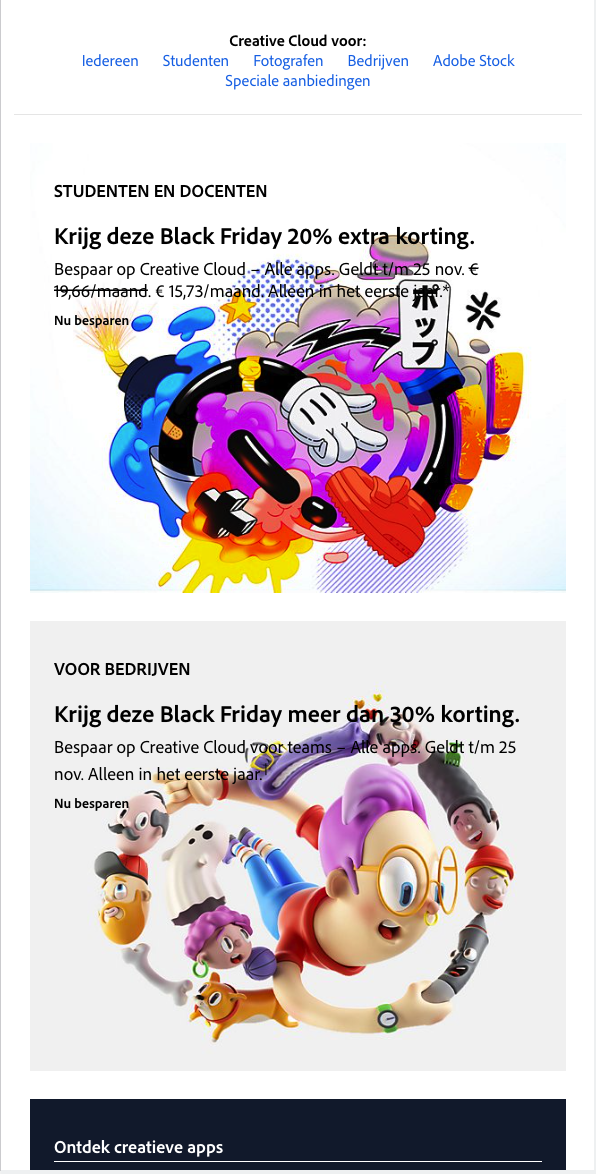 Creative Cloud voor:
Iedereen Studenten Fotografen Bedrijven Adobe Stock
Speciale aanbiedingen
STUDENTEN EN DOCENTEN
Krijg deze Black Friday 20% extra korting.
Bespaar op Creative Cloud – Alle apps. Geldt t/m 25 nov. €
19,66/maand. € 15,73/maand. Alleen in het eerste jaar.*
Nu besparen
ポップ
VOOR BEDRIJVEN
Krijg deze Black Friday meer dan 30% korting.
Bespaar op Creative Cloud voor teams – Alle apps. Geldt t/m 25
nov. Alleen in het eerste jaar.*
Nu besparen
Ontdek creatieve apps